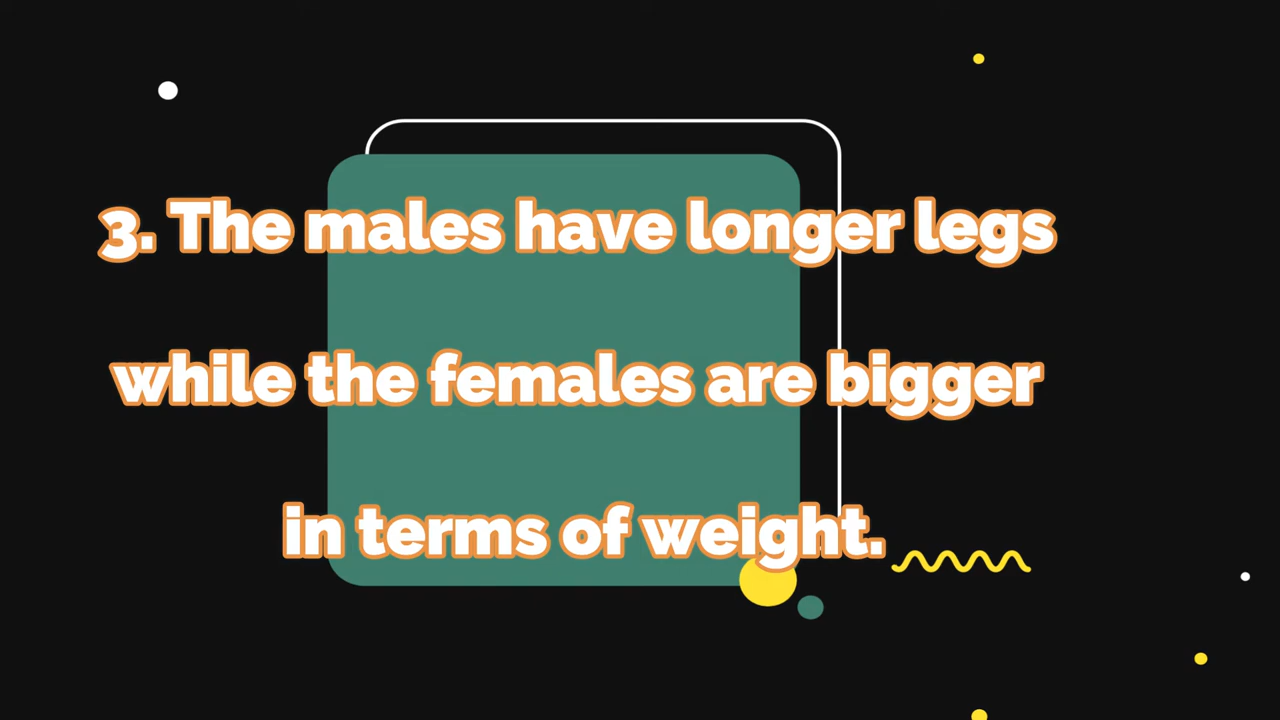 3. The males have longer legs
while the females are bigger
in terms of weight.